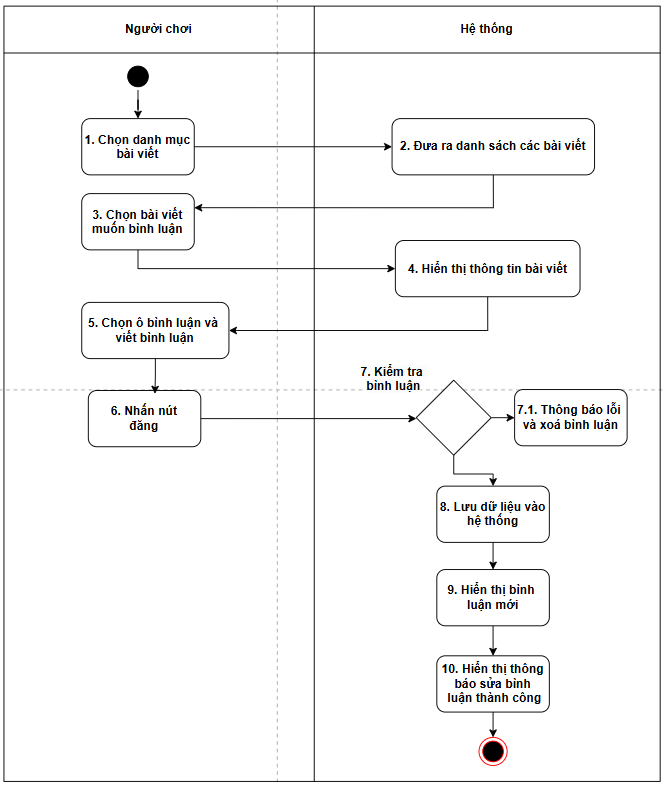 Người chơi
Hệ thống
1. Chọn danh mục
bài viết
2. Đưa ra danh sách các bài viết
3. Chọn bài viết
muốn bình luận
4. Hiển thị thông tin bài viết
5. Chọn ô bình luận và
viết bình luận
6. Nhấn nút
đăng
7. Kiểm tra
bình luận
7.1. Thông báo lỗi
và xoá bình luận
8. Lưu dữ liệu vào
hệ thống
9. Hiển thị bình
luận mới
10. Hiển thị thông
báo sửa bình
luận thành công